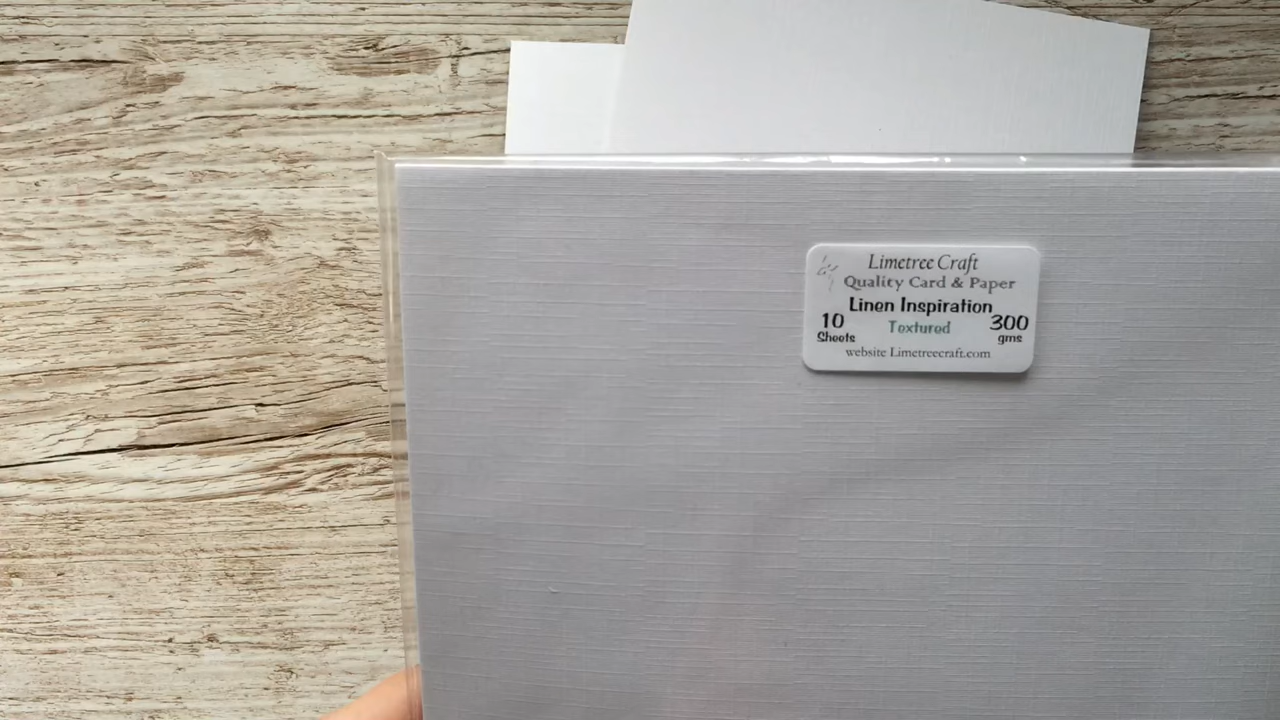 Limetree Craft
Quality Card & Paper
Linen Inspiration
10 Sheets
Textured
300 gms
website Limetreecraft.com